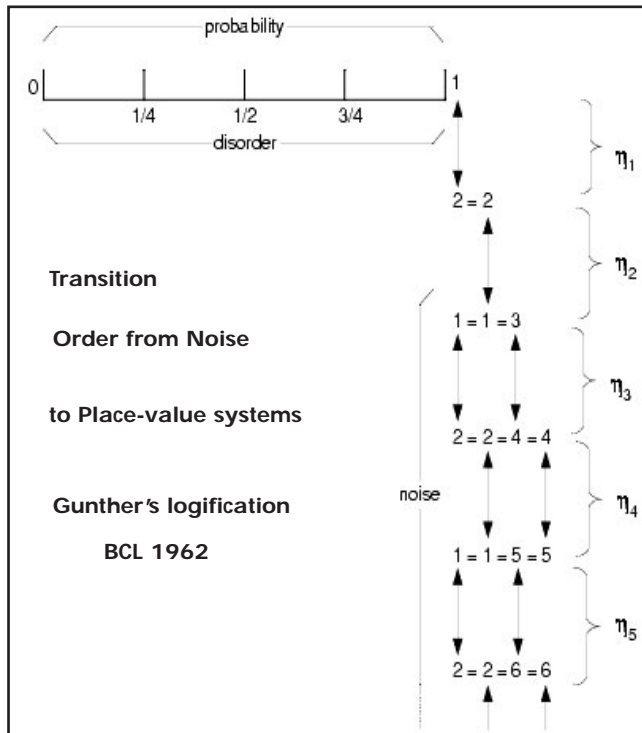 probability
0 1
1/4 1/2 3/4
disorder
η1
2 = 2
η2
Transition
1 = 1 = 3
Order from Noise
η3
to Place-value systems
2 = 2 = 4 = 4
noise
Gunther's logification
η4
BCL 1962
1 = 1 = 5 = 5
η5
2 = 2 = 6 = 6